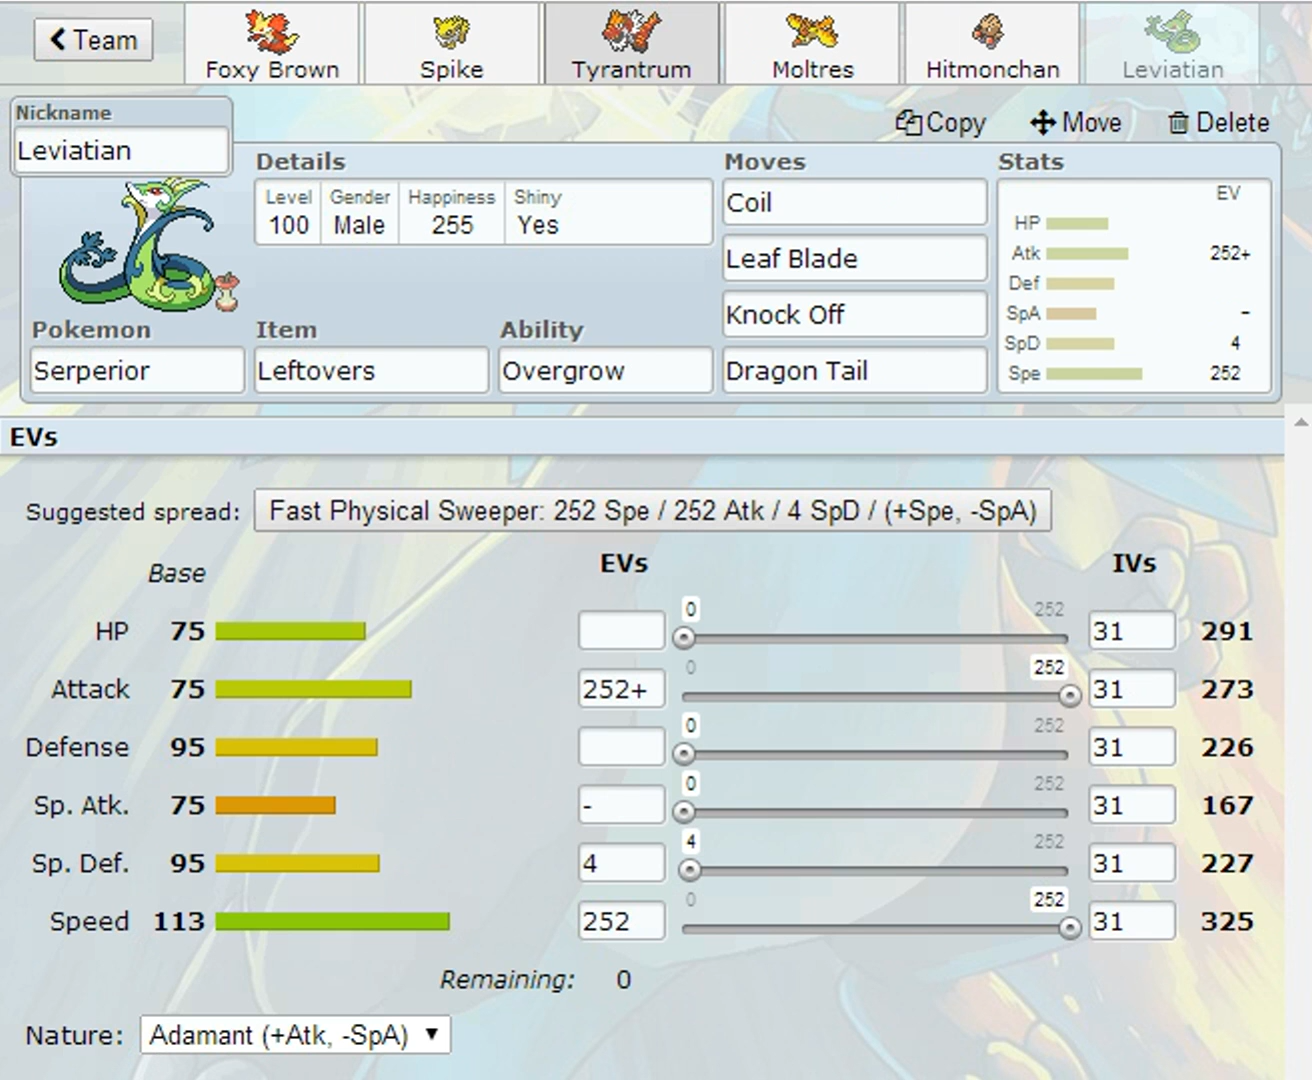 Team
Foxy Brown
Spike
Tyrantrum
Moltres
Hitmonchan
Leviatian
Nickname
Leviatian
Copy
Move
Delete
Details
Level Gender Happiness Shiny
100 Male 255 Yes
Pokemon
Serperior
Item
Leftovers
Ability
Overgrow
Moves
Coil
Leaf Blade
Knock Off
Dragon Tail
Stats
EV
HP
Atk 252+
Def
SpA -
SpD 4
Spe 252
EVs
Suggested spread: Fast Physical Sweeper: 252 Spe / 252 Atk / 4 SpD / (+Spe, -SpA)
Base EVs IVs
HP 75 0 252 31 291
Attack 75 252+ 0 252 31 273
Defense 95 0 252 31 226
Sp. Atk. 75 - 0 252 31 167
Sp. Def. 95 4 4 252 31 227
Speed 113 252 0 252 31 325
Remaining: 0
Nature: Adamant (+Atk, -SpA)